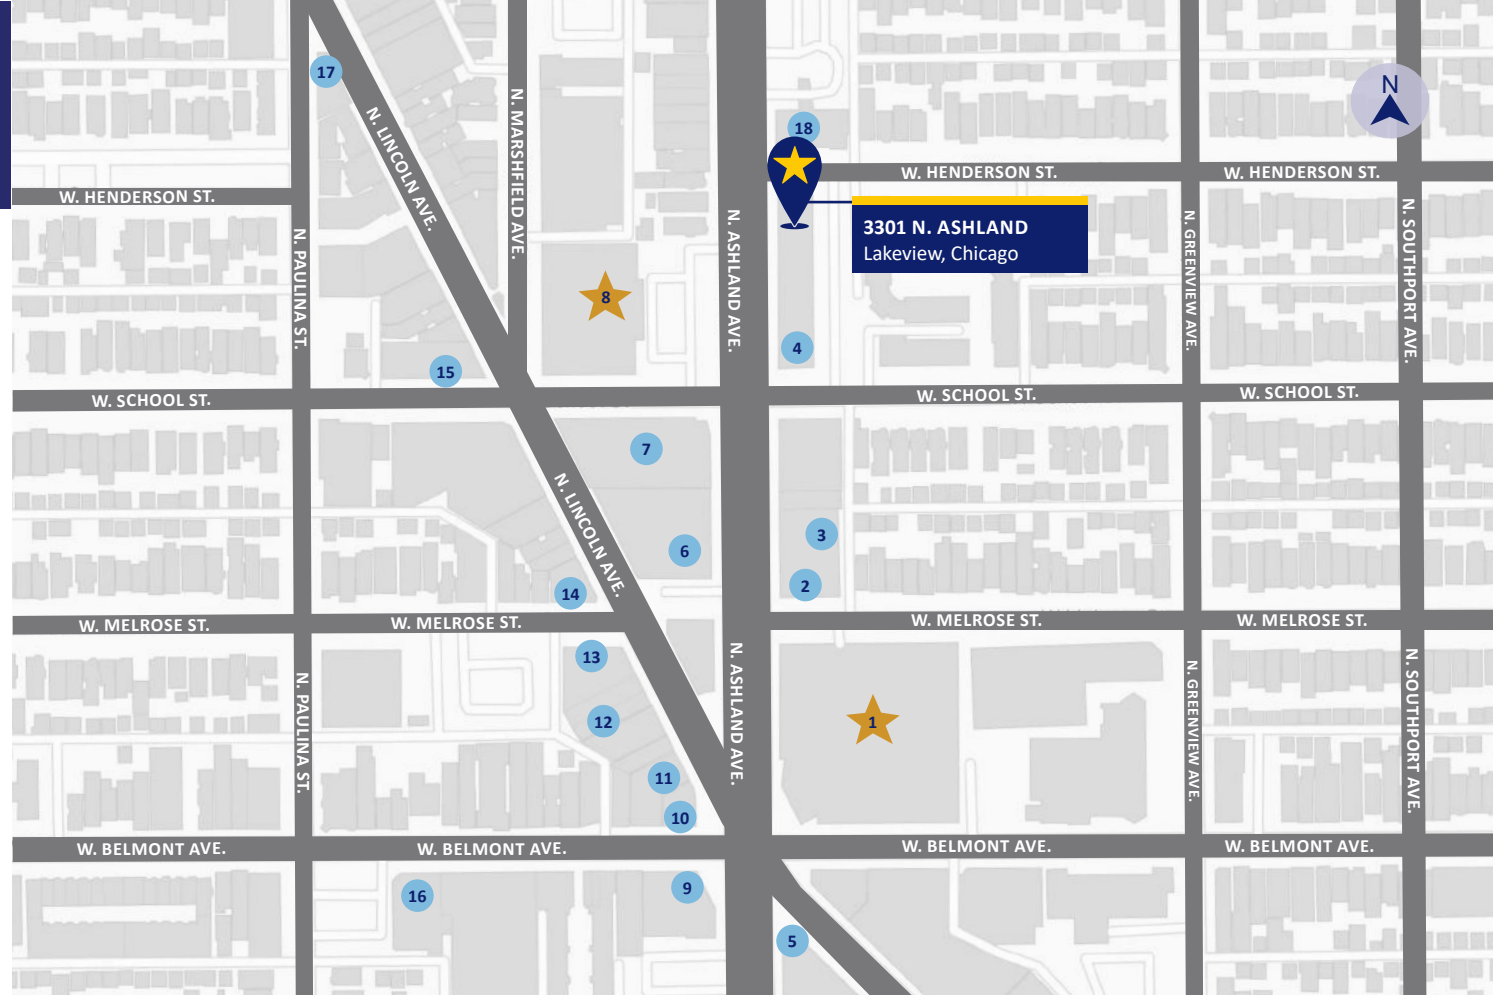 N
17
N. LINCOLN AVE.
N. MARSHFIELD AVE.
18
W. HENDERSON ST.
W. HENDERSON ST.
W. HENDERSON ST.
3301 N. ASHLAND
Lakeview, Chicago
N. PAULINA ST.
N. ASHLAND AVE.
N. GREENVIEW AVE.
N. SOUTHPORT AVE.
8
4
15
W. SCHOOL ST.
W. SCHOOL ST.
W. SCHOOL ST.
7
N. LINCOLN AVE.
3
6
2
14
W. MELROSE ST.
W. MELROSE ST.
W. MELROSE ST.
W. MELROSE ST.
13
N. PAULINA ST.
N. ASHLAND AVE.
N. GREENVIEW AVE.
N. SOUTHPORT AVE.
12
1
11
10
W. BELMONT AVE.
W. BELMONT AVE.
W. BELMONT AVE.
W. BELMONT AVE.
16
9
5